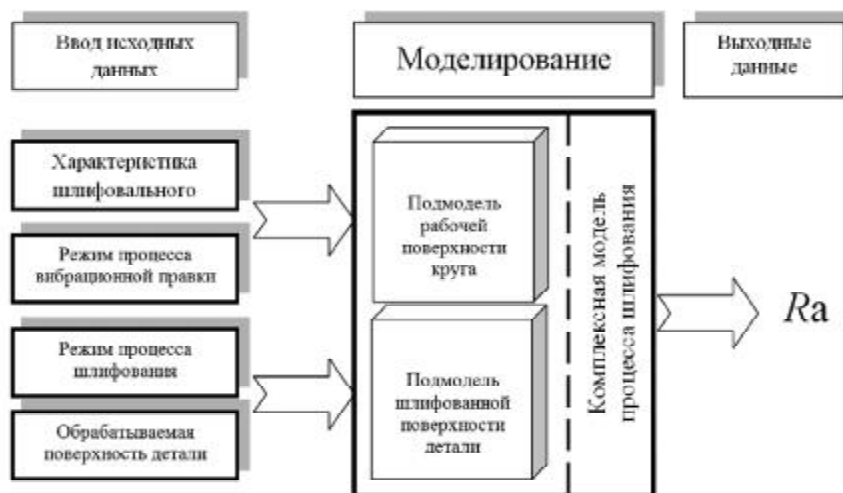 Ввод исходных
данных
Моделирование
Выходные
данные
Характеристика
шлифовального
Режим процесса
вибрационной правки
Режим процесса
шлифования
Обрабатываемая
поверхность детали
Подмодель
рабочей
поверхности
круга
Подмодель
шлифованной
поверхности
детали
Комплексная модель
процесса шлифования
Ra